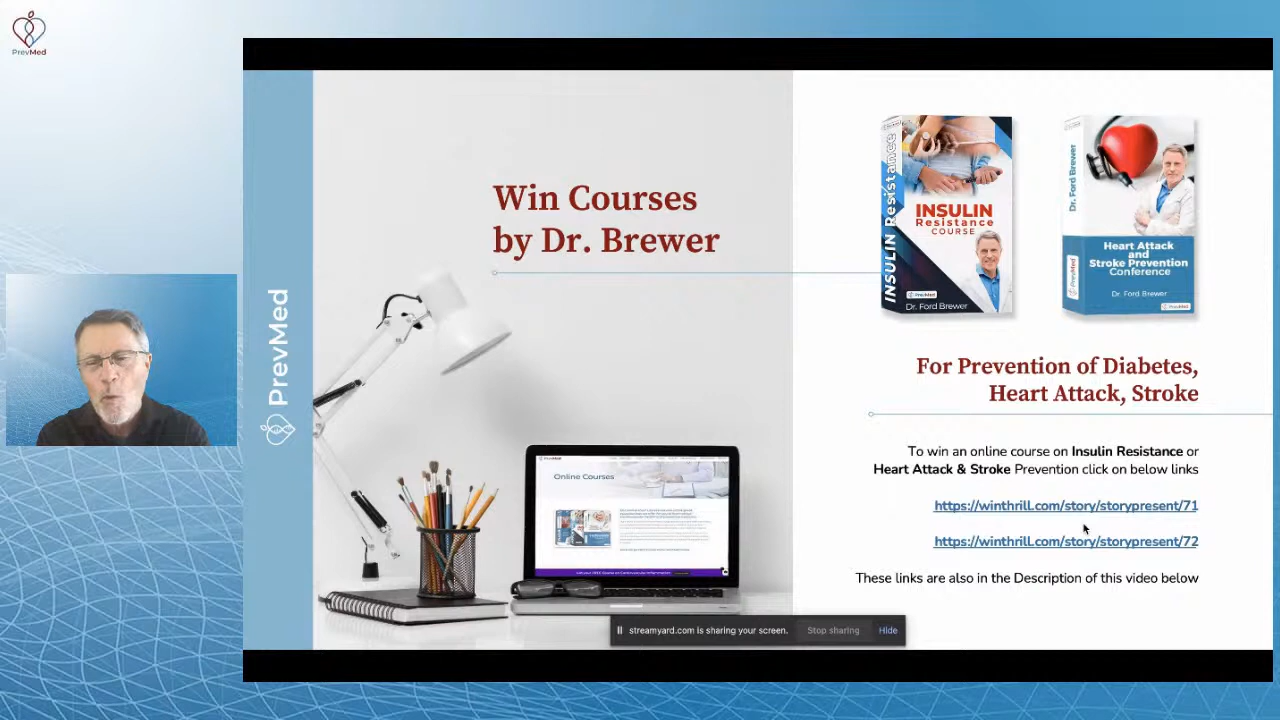 PrevMed
PrevMed
Win Courses
by Dr. Brewer
Online Courses
Insulin Resistance
INSULIN
Resistance
COURSE
PrevMed
Dr. Ford Brewer
Dr. Ford Brewer
PrevMed
Heart Attack
and
Stroke Prevention
Conference
Dr. Ford Brewer
PrevMed
For Prevention of Diabetes,
Heart Attack, Stroke
To win an online course on Insulin Resistance or
Heart Attack & Stroke Prevention click on below links
https://winthrill.com/story/storypresent/71
https://winthrill.com/story/storypresent/72
These links are also in the Description of this video below
streamyard.com is sharing your screen.
Stop sharing
Hide